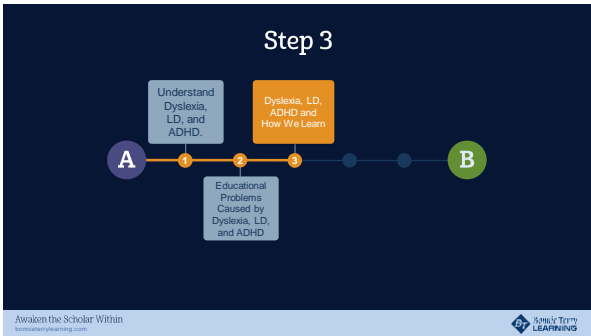 Step 3
Understand
Dyslexia,
LD, and
ADHD.
Dyslexia, LD,
ADHD and
How We Learn
A
1
2
3
B
Educational
Problems
Caused by
Dyslexia, LD,
and ADHD
Awaken the Scholar Within
bonnieterrylearning.com
BT
Bonnie Terry
LEARNING